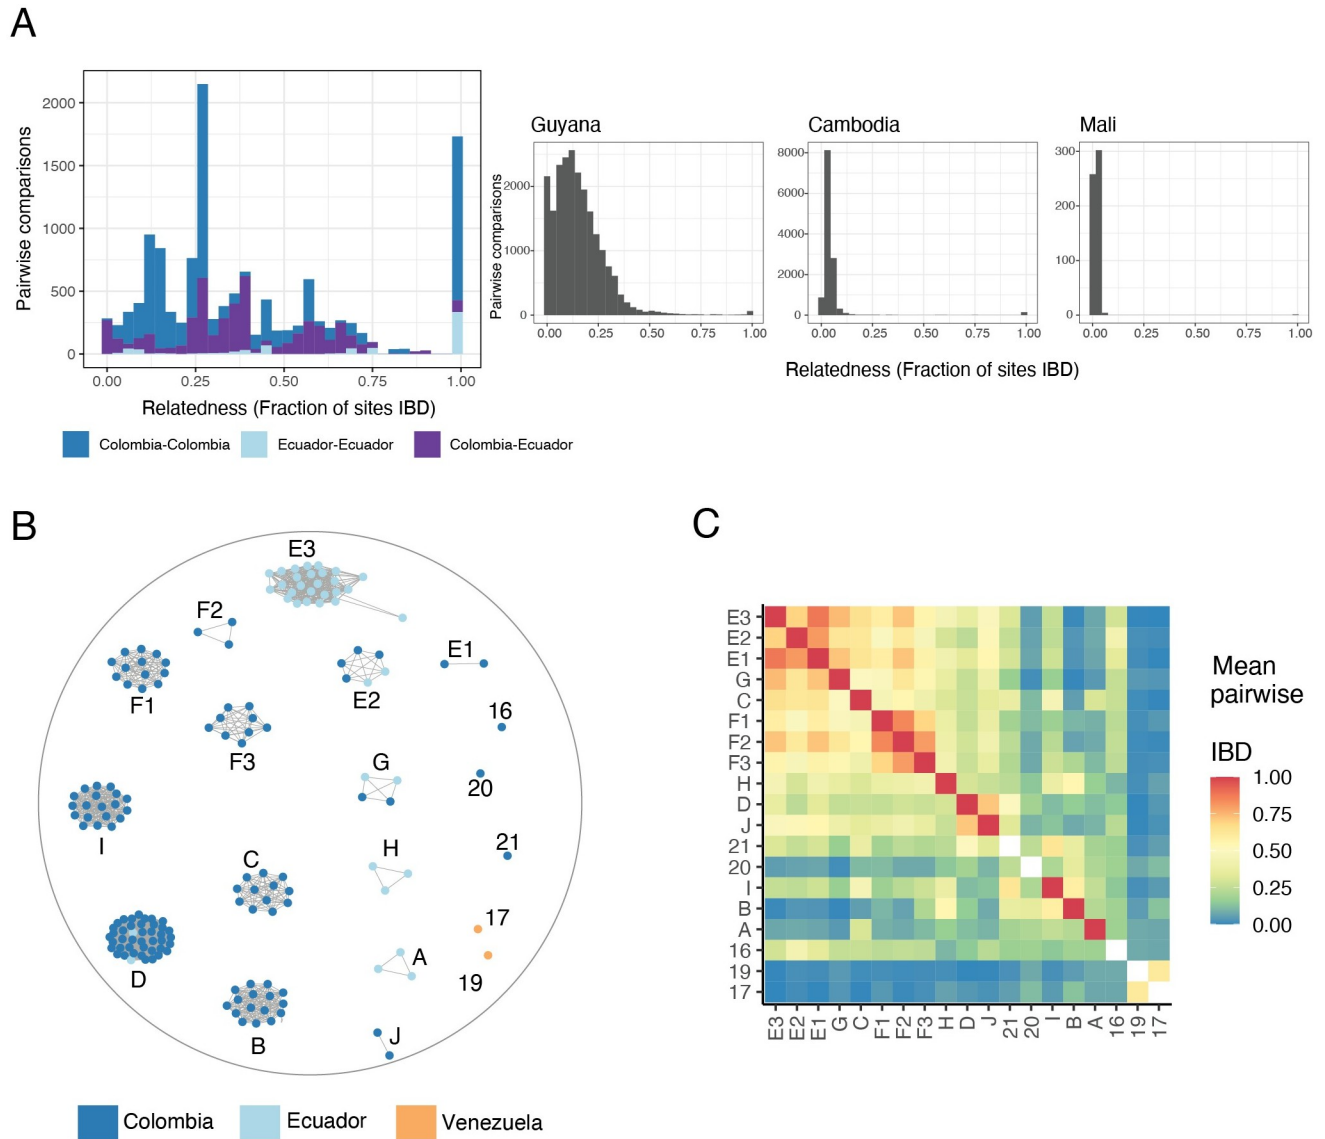 A
Pairwise comparisons
2000
1500
1000
500
0
0.00 0.25 0.50 0.75 1.00
Relatedness (Fraction of sites IBD)
Colombia-Colombia Ecuador-Ecuador Colombia-Ecuador
Guyana
Pairwise comparisons
2000
1000
0
0.00 0.25 0.50 0.75 1.00
Cambodia
8000
6000
4000
2000
0
0.00 0.25 0.50 0.75 1.00
Mali
300
200
100
0
0.00 0.25 0.50 0.75 1.00
Relatedness (Fraction of sites IBD)
B
E3
F2
E1
F1
E2
16
F3
G
20
I
21
H
C
17
A
19
D
J
B
Colombia Ecuador Venezuela
C
E3
E2
E1
G
C
F1
F2
F3
H
D
J
21
20
I
B
A
16
19
17
E3 E2 E1 G C F1 F2 F3 H D J 21 20 I B A 16 19 17
Mean
pairwise
IBD
1.00
0.75
0.50
0.25
0.00